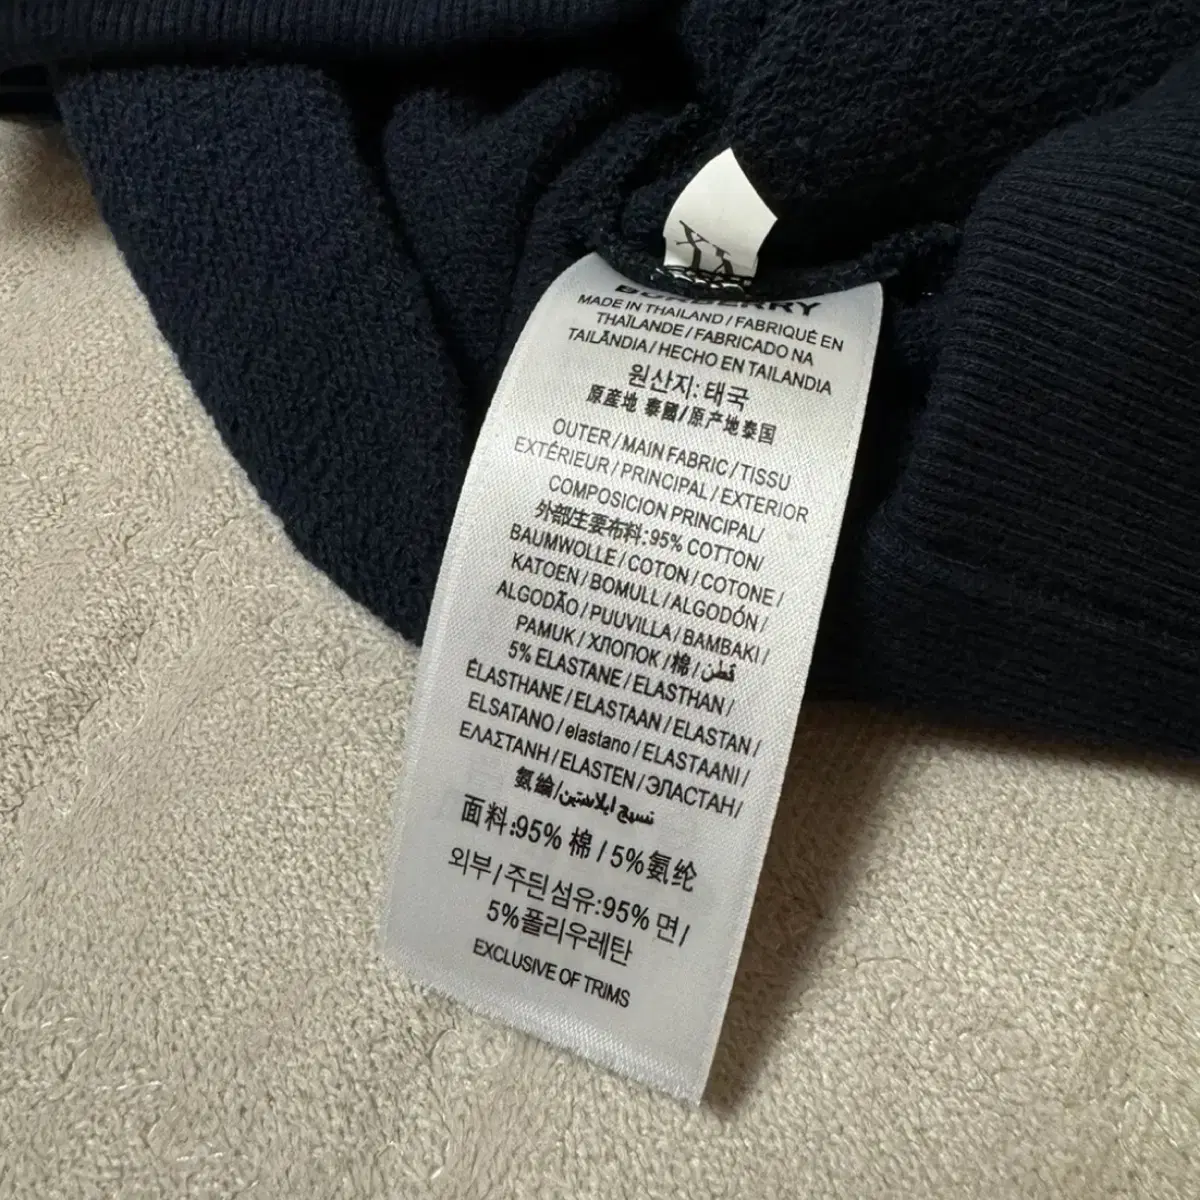 BURBERRY
MADE IN THAILAND / FABRIQUÉ EN
THAÏLANDE / FABRICADO NA
TAILÂNDIA / HECHO EN TAILANDIA
원산지: 태국
原産地 泰國/原产地泰国
OUTER / MAIN FABRIC / TISSU
EXTÉRIEUR / PRINCIPAL / EXTERIOR
COMPOSICION PRINCIPAL/
外部/主要布料:95% COTTON/
BAUMWOLLE / COTON / COTONE /
KATOEN / BOMULL / ALGODÓN /
ALGODÃO / PUUVILLA / BAMBAKI /
PAMUK / ХЛОПОК / 棉 / قطن
5% ELASTANE / ELASTHAN /
ÉLASTHANE / ELASTAAN / ELASTAN /
ELSATANO / elastano / ELASTAANI /
ΕΛΑΣΤΑΝΗ / ELASTEN / ЭЛАСТАН /
氨綸/نسيج ايلاستين
面料:95% 棉 / 5%氨纶
외부 / 주된 섬유:95% 면 /
5%폴리우레탄
EXCLUSIVE OF TRIMS